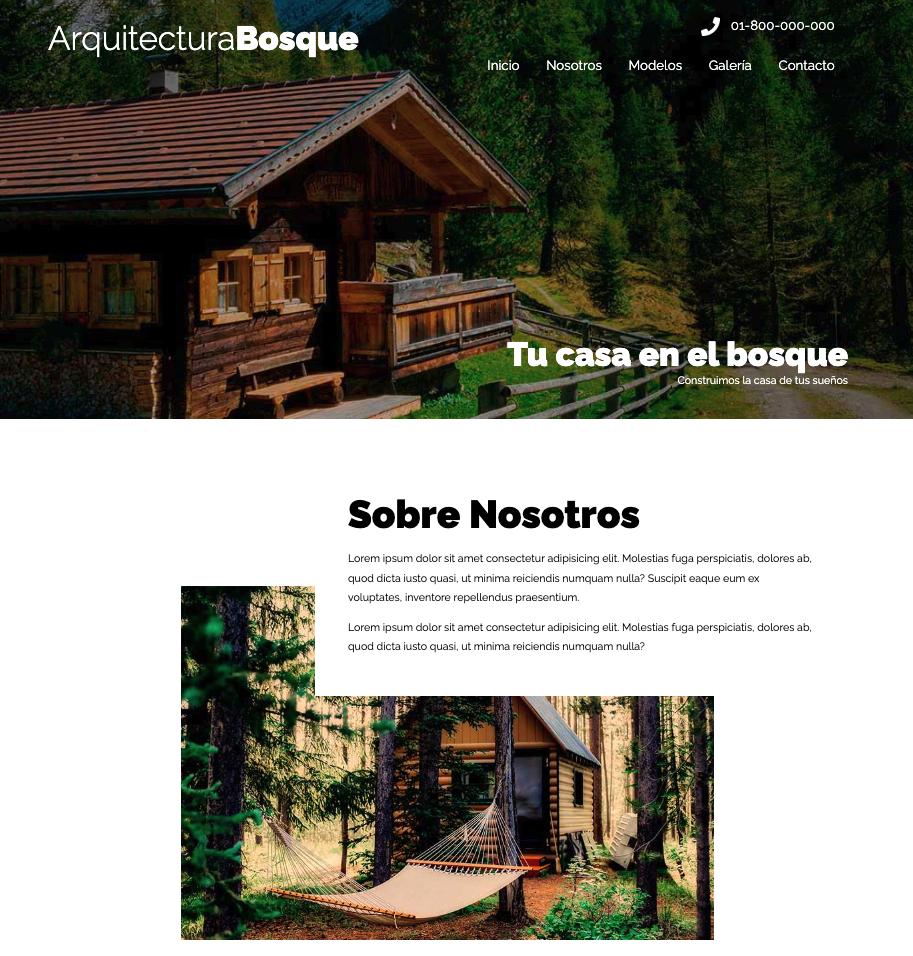 ArquitecturaBosque
01-800-000-000
Inicio Nosotros Modelos Galería Contacto
Tu casa en el bosque
Construimos la casa de tus sueños
Sobre Nosotros
Lorem ipsum dolor sit amet consectetur adipisicing elit. Molestias fuga perspiciatis, dolores ab,
quod dicta iusto quasi, ut minima reiciendis numquam nulla? Suscipit eaque eum ex
voluptates, inventore repellendus praesentium.
Lorem ipsum dolor sit amet consectetur adipisicing elit. Molestias fuga perspiciatis, dolores ab,
quod dicta iusto quasi, ut minima reiciendis numquam nulla?